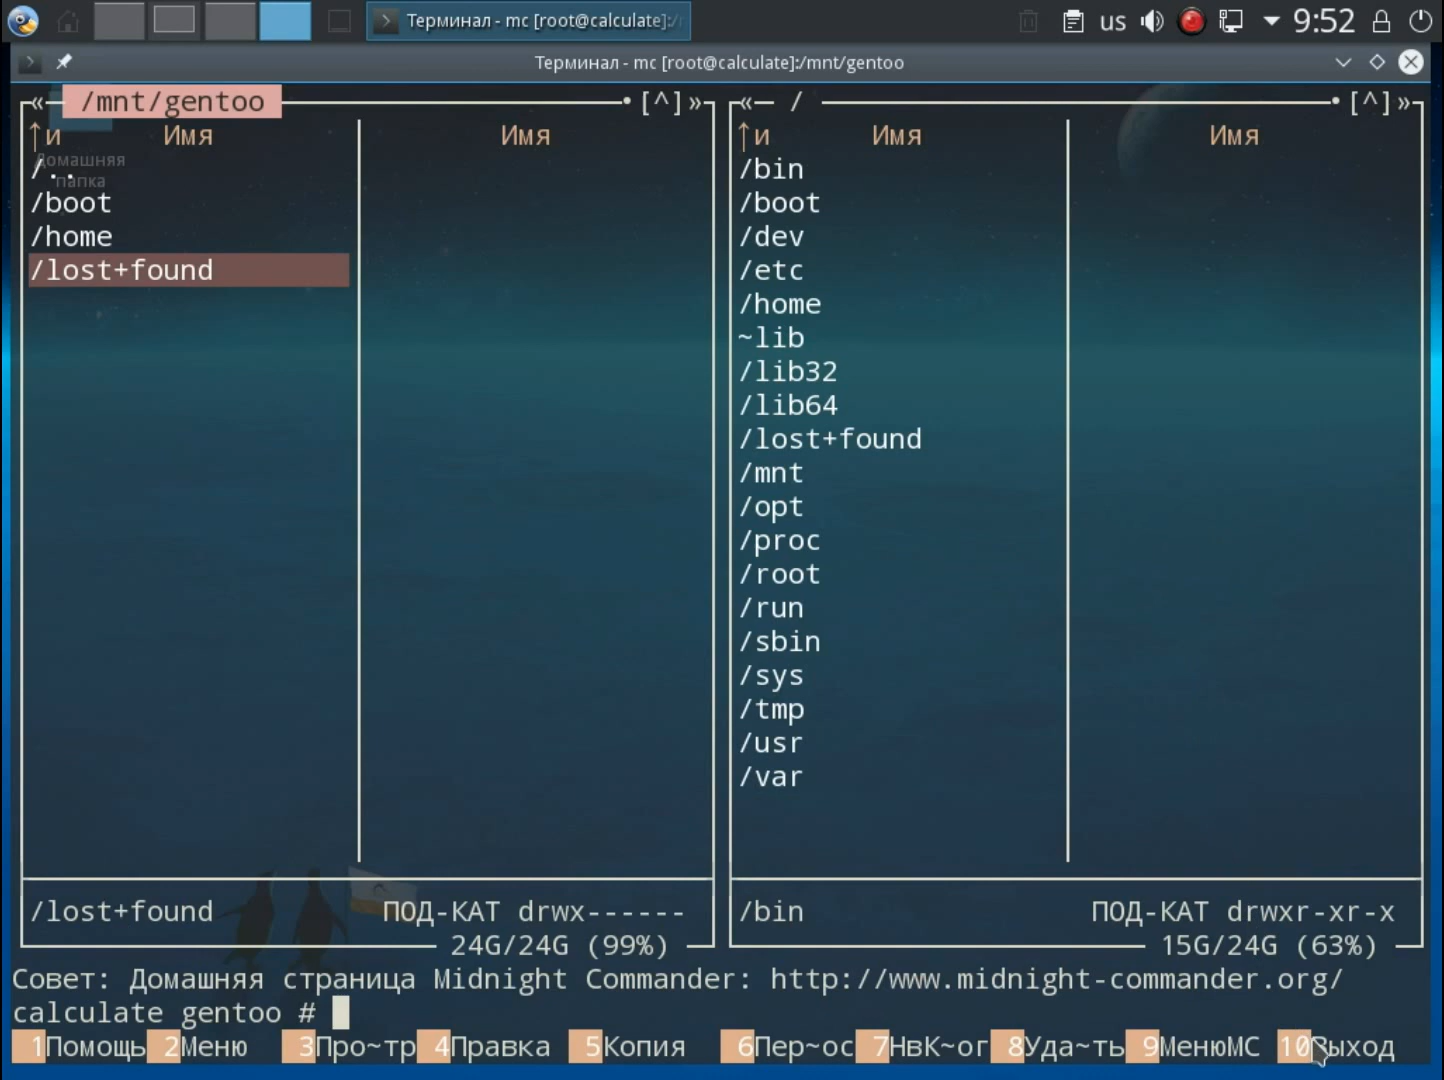 Терминал - mc [root@calculate]:/
us 9:52
Терминал - mc [root@calculate]:/mnt/gentoo
«— /mnt/gentoo •[^]»
↑и Имя Имя
Домашняя папка
/..
/boot
/home
/lost+found
/lost+found ПОД-КАТ drwx------
24G/24G (99%)
«— / •[^]»
↑и Имя Имя
/bin
/boot
/dev
/etc
/home
~lib
/lib32
/lib64
/lost+found
/mnt
/opt
/proc
/root
/run
/sbin
/sys
/tmp
/usr
/var
/bin ПОД-КАТ drwxr-xr-x
15G/24G (63%)
Совет: Домашняя страница Midnight Commander: http://www.midnight-commander.org/
calculate gentoo #
1Помощь 2Меню 3Про~тр 4Правка 5Копия 6Пер~ос 7НвК~ог 8Уда~ть 9МенюМС 10Выход